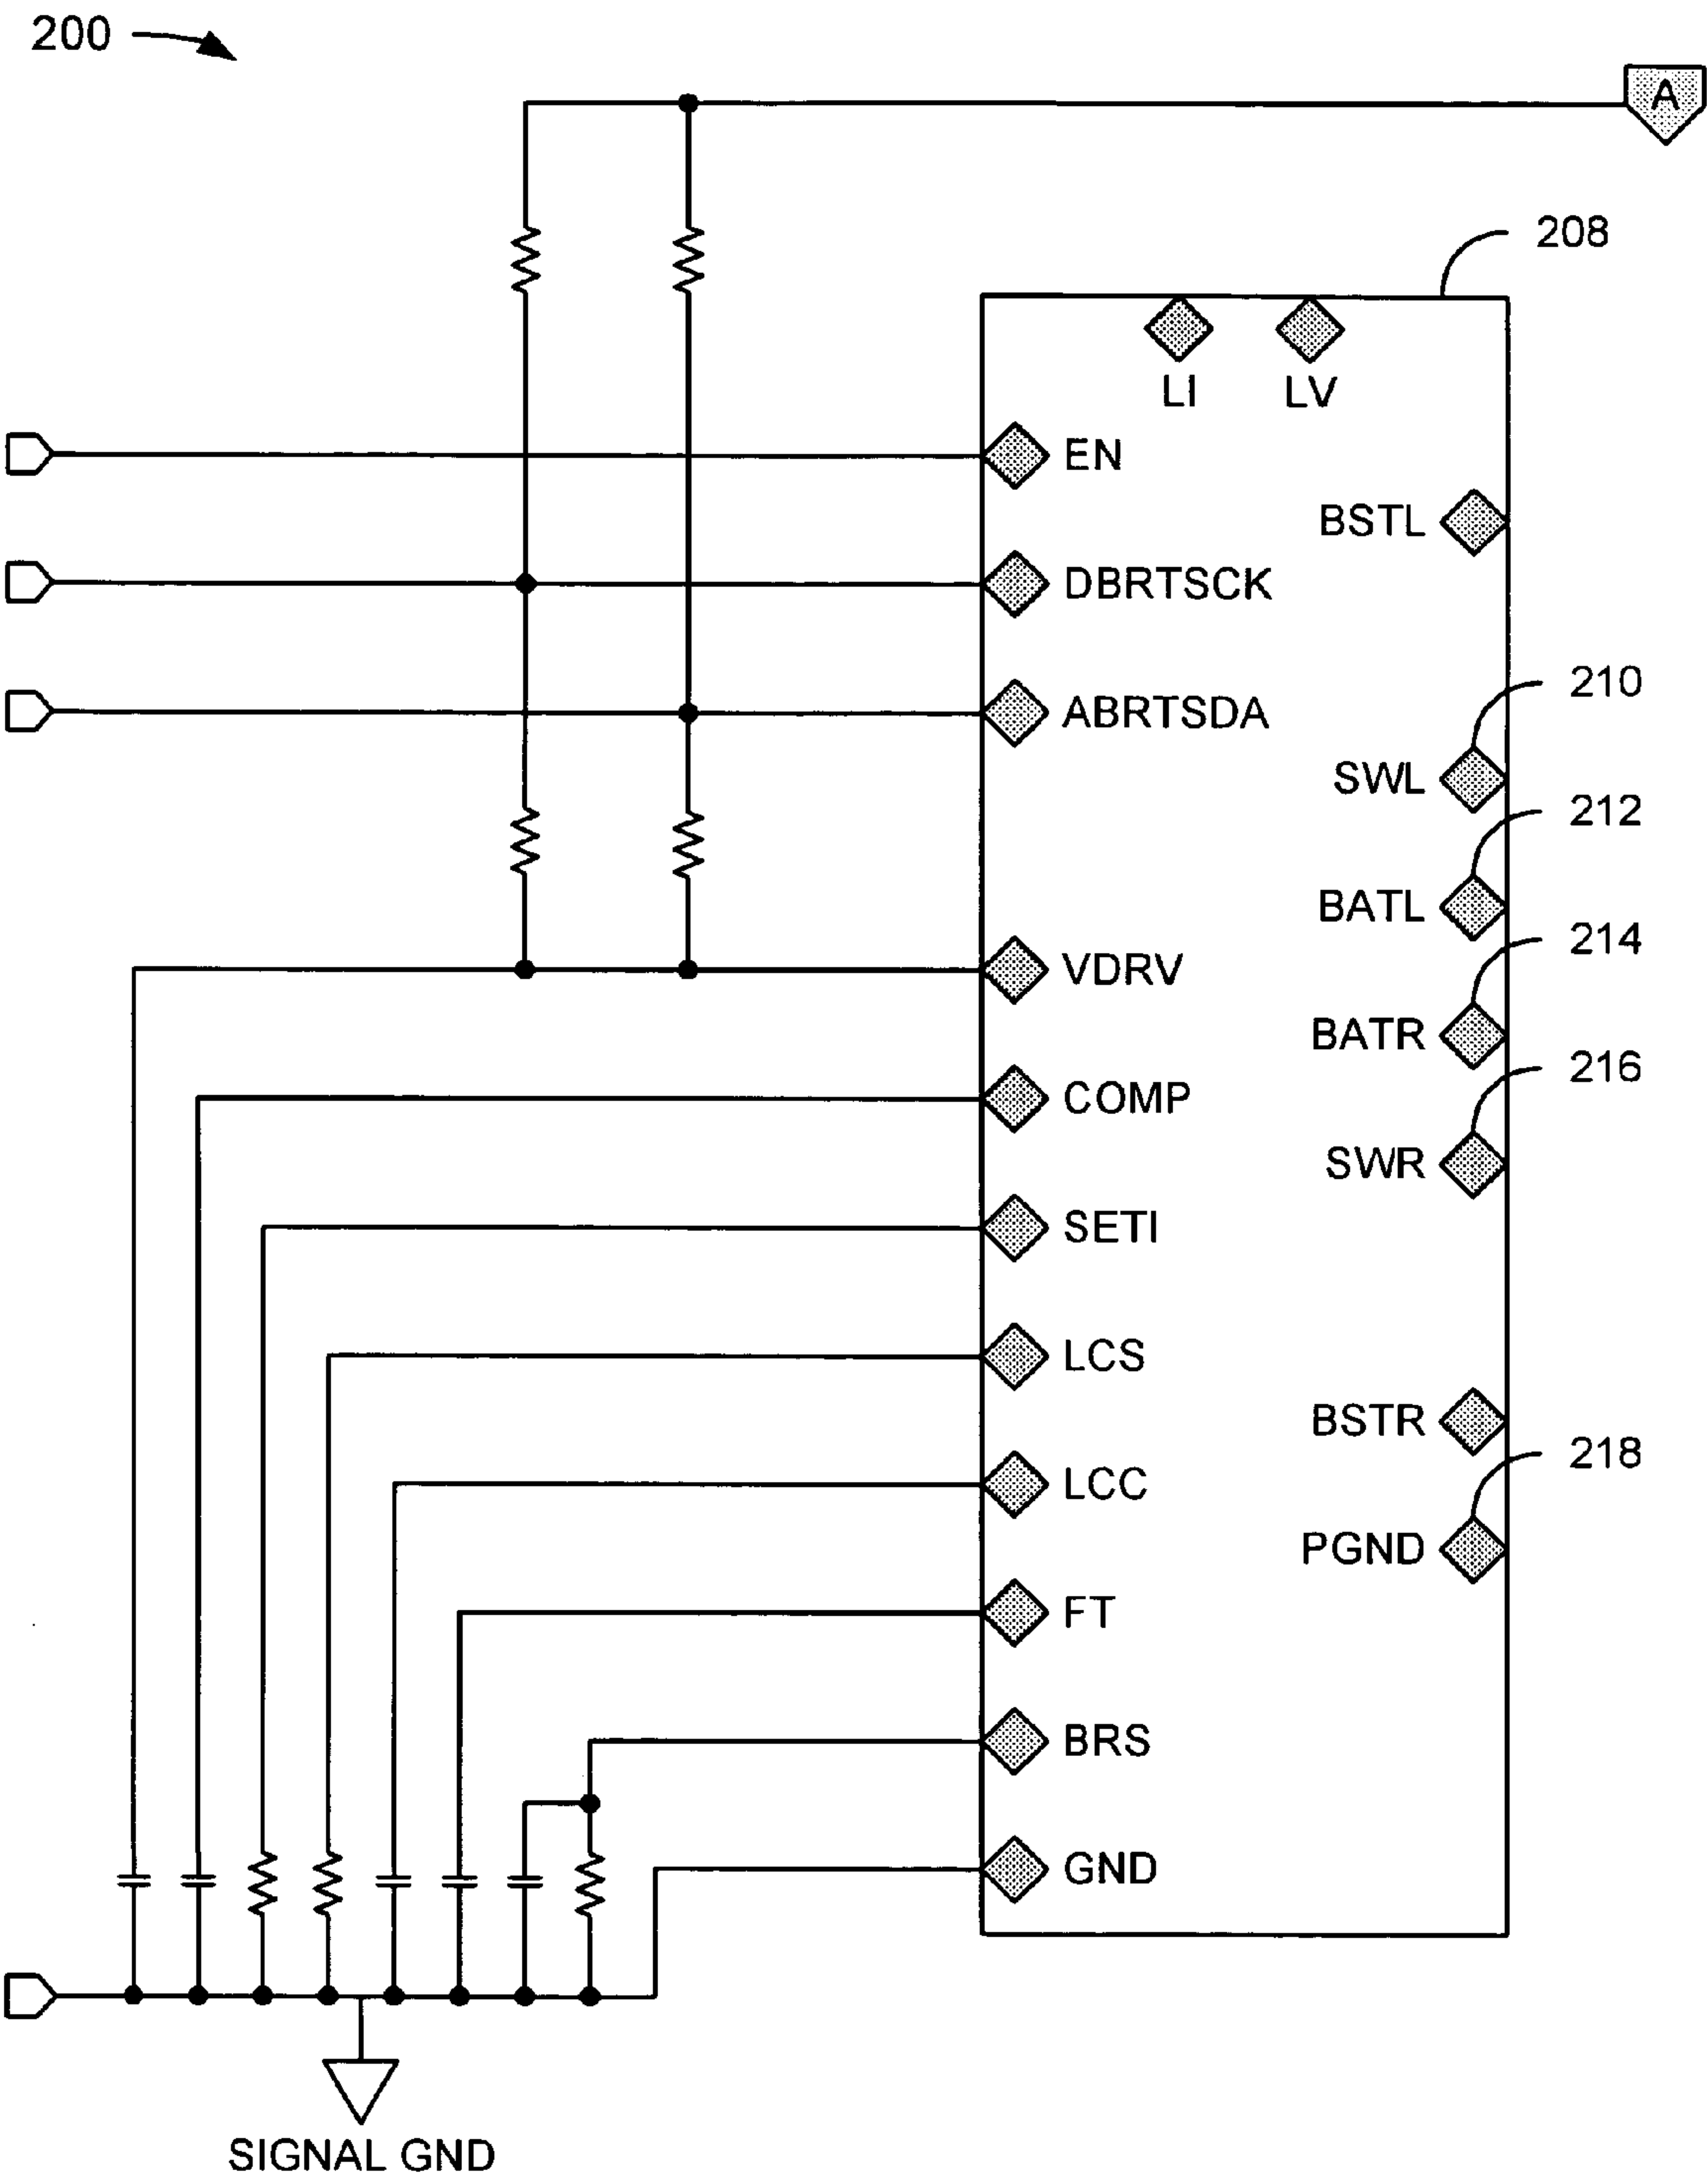 200
A
208
LI LV
EN
BSTL
DBRTSCK
210
ABRTSDA
SWL
212
BATL
214
VDRV
BATR
216
COMP
SWR
SETI
LCS
BSTR
218
LCC
PGND
FT
BRS
GND
SIGNAL GND